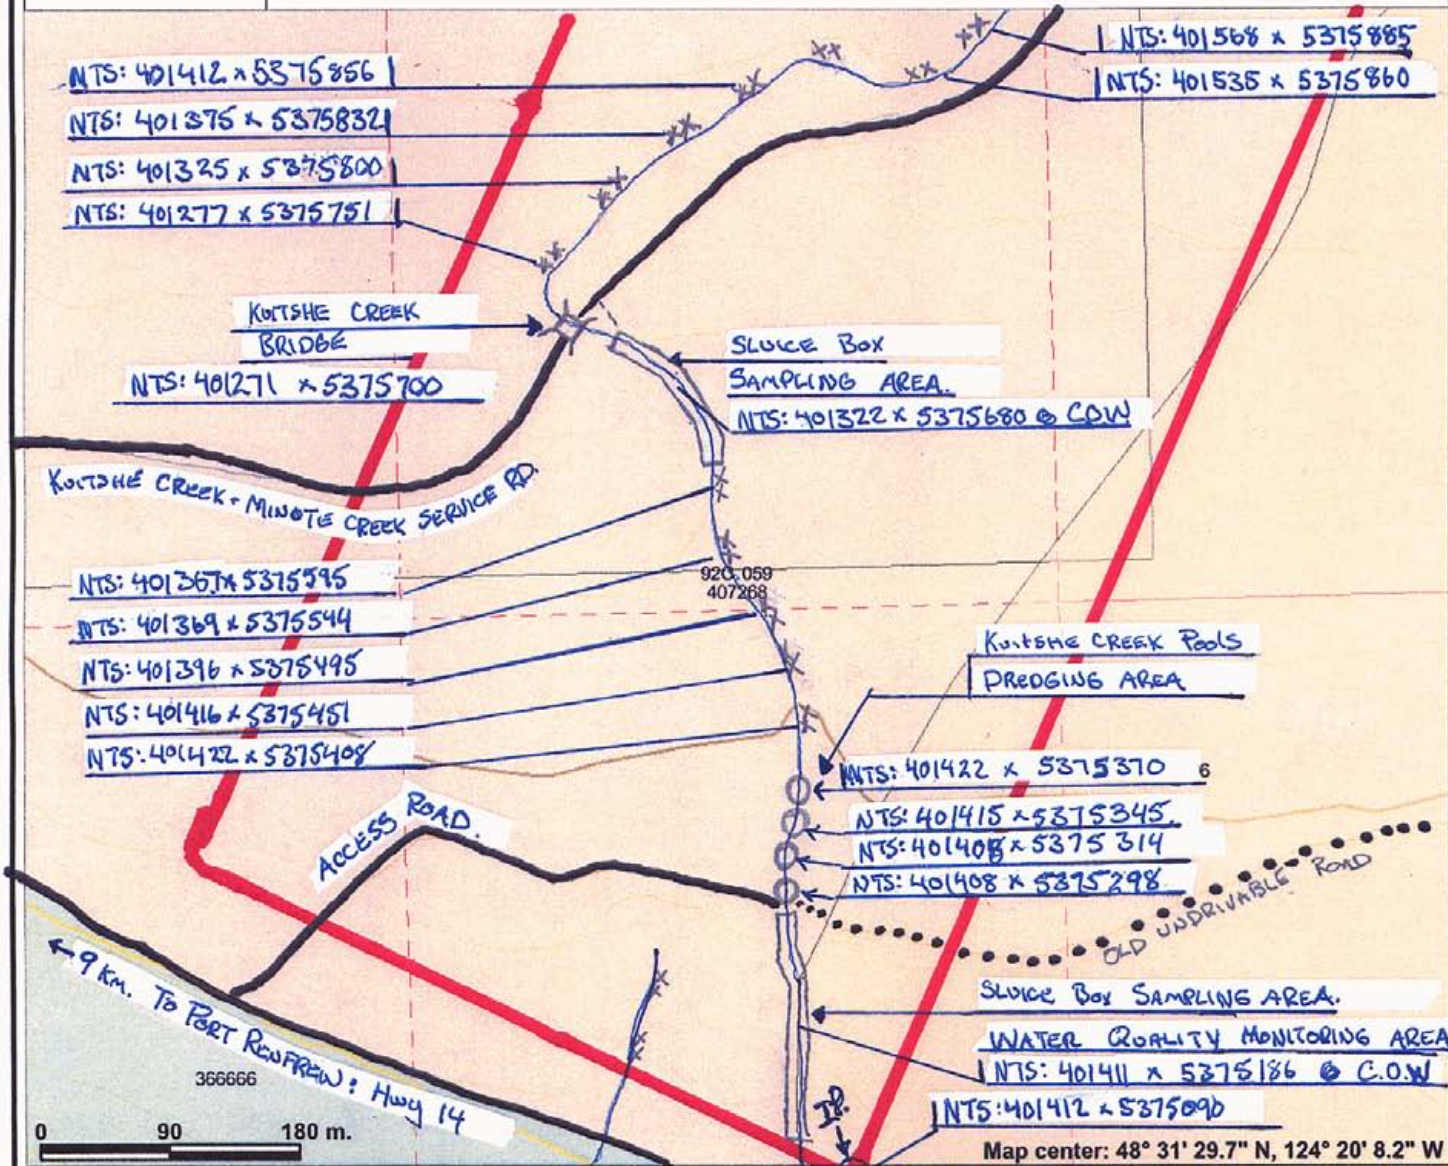 NTS: 401412 x 5375856
NTS: 401375 x 5375832
NTS: 401325 x 5375800
NTS: 401277 x 5375751
NTS: 401568 x 5375885
NTS: 401535 x 5375860
KUITSHE CREEK
BRIDGE
NTS: 401271 x 5375700
SLUICE BOX
SAMPLING AREA.
NTS: 401322 x 5375680 @ COW
KUITSHE CREEK - MINUTE CREEK SERVICE RD.
NTS: 401367 x 5375595
NTS: 401369 x 5375544
NTS: 401396 x 5375495
NTS: 401416 x 5375451
NTS: 401422 x 5375408
92C.059
407268
KUITSHE CREEK POOLS
DREDGING AREA
NTS: 401422 x 5375370
6
NTS: 401415 x 5375345
NTS: 401408 x 5375314
NTS: 401408 x 5375298
ACCESS ROAD.
OLD UNDRIVABLE ROAD
SLUICE BOX SAMPLING AREA.
WATER QUALITY MONITORING AREA
NTS: 401411 x 5375186 @ C.O.W
NTS: 401412 x 5375090
I.P.
9 KM. TO PORT RENFREW: Hwy 14
366666
0 90 180 m.
Map center: 48° 31' 29.7" N, 124° 20' 8.2" W